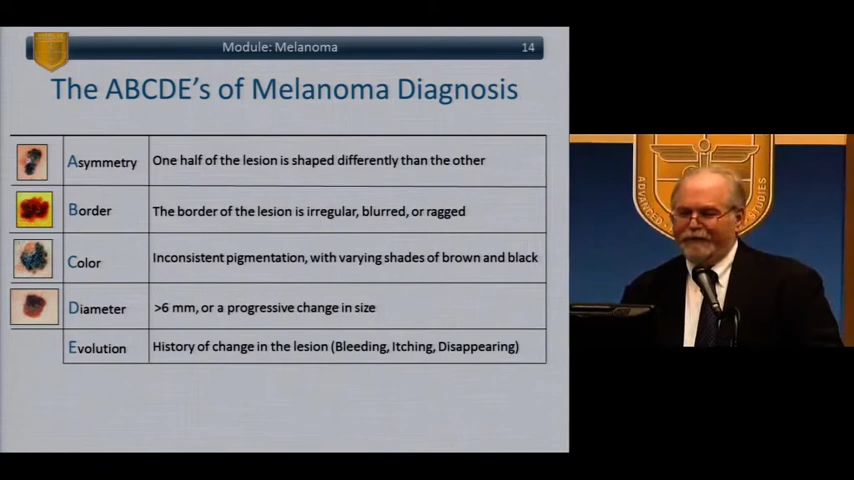 Module: Melanoma 14
The ABCDE's of Melanoma Diagnosis
Asymmetry One half of the lesion is shaped differently than the other
Border The border of the lesion is irregular, blurred, or ragged
Color Inconsistent pigmentation, with varying shades of brown and black
Diameter >6 mm, or a progressive change in size
Evolution History of change in the lesion (Bleeding, Itching, Disappearing)
ADVANCED STUDIES